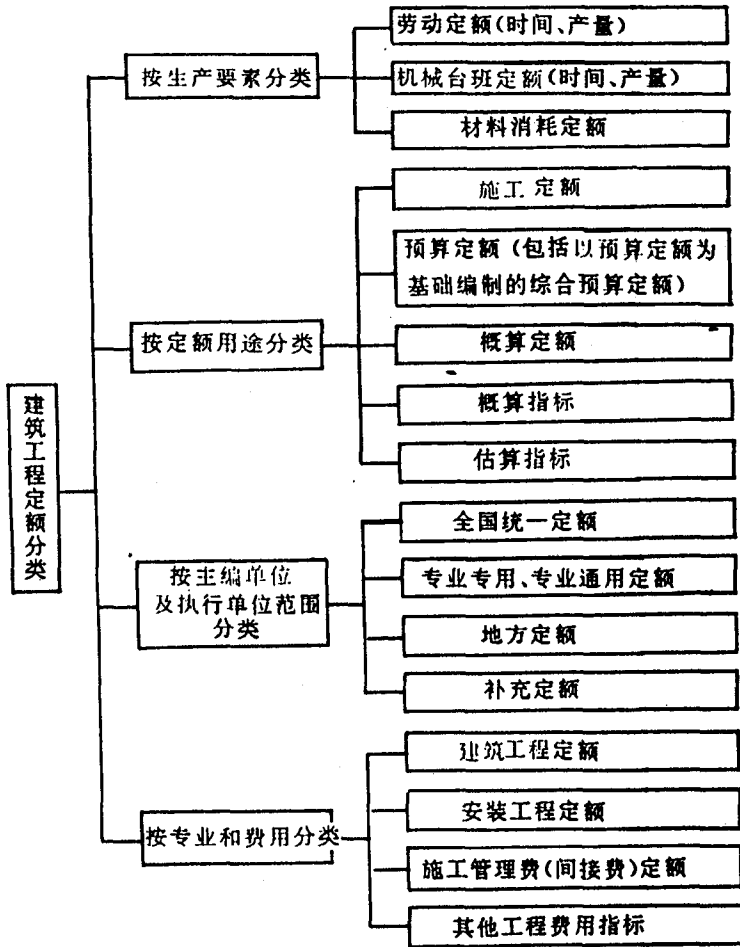 建筑工程定额分类
按生产要素分类
劳动定额(时间、产量)
机械台班定额(时间、产量)
材料消耗定额
按定额用途分类
施工定额
预算定额(包括以预算定额为
基础编制的综合预算定额)
概算定额
概算指标
估算指标
按主编单位
及执行单位范围
分类
全国统一定额
专业专用、专业通用定额
地方定额
补充定额
按专业和费用分类
建筑工程定额
安装工程定额
施工管理费(间接费)定额
其他工程费用指标